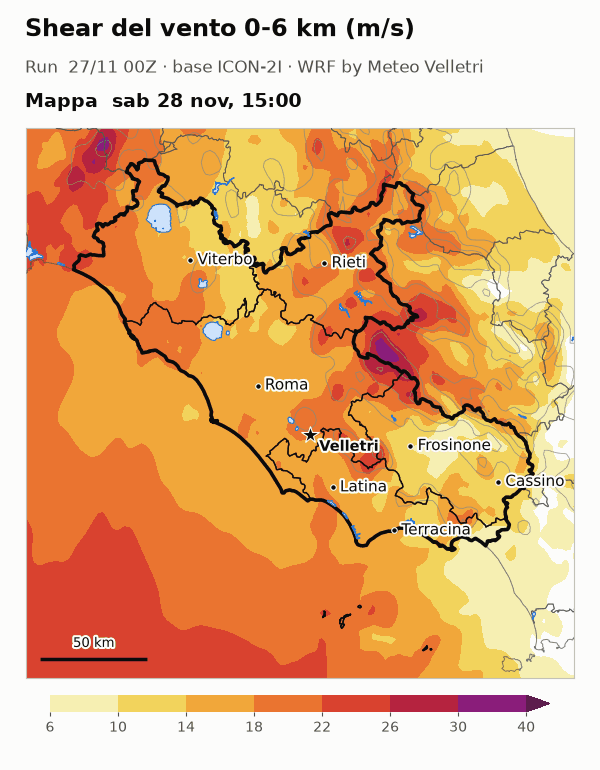 Shear del vento 0-6 km (m/s)
Run 27/11 00Z · base ICON-2I · WRF by Meteo Velletri
Mappa sab 28 nov, 15:00
Viterbo
Rieti
Roma
Velletri
Frosinone
Cassino
Latina
Terracina
50 km
6 10 14 18 22 26 30 40